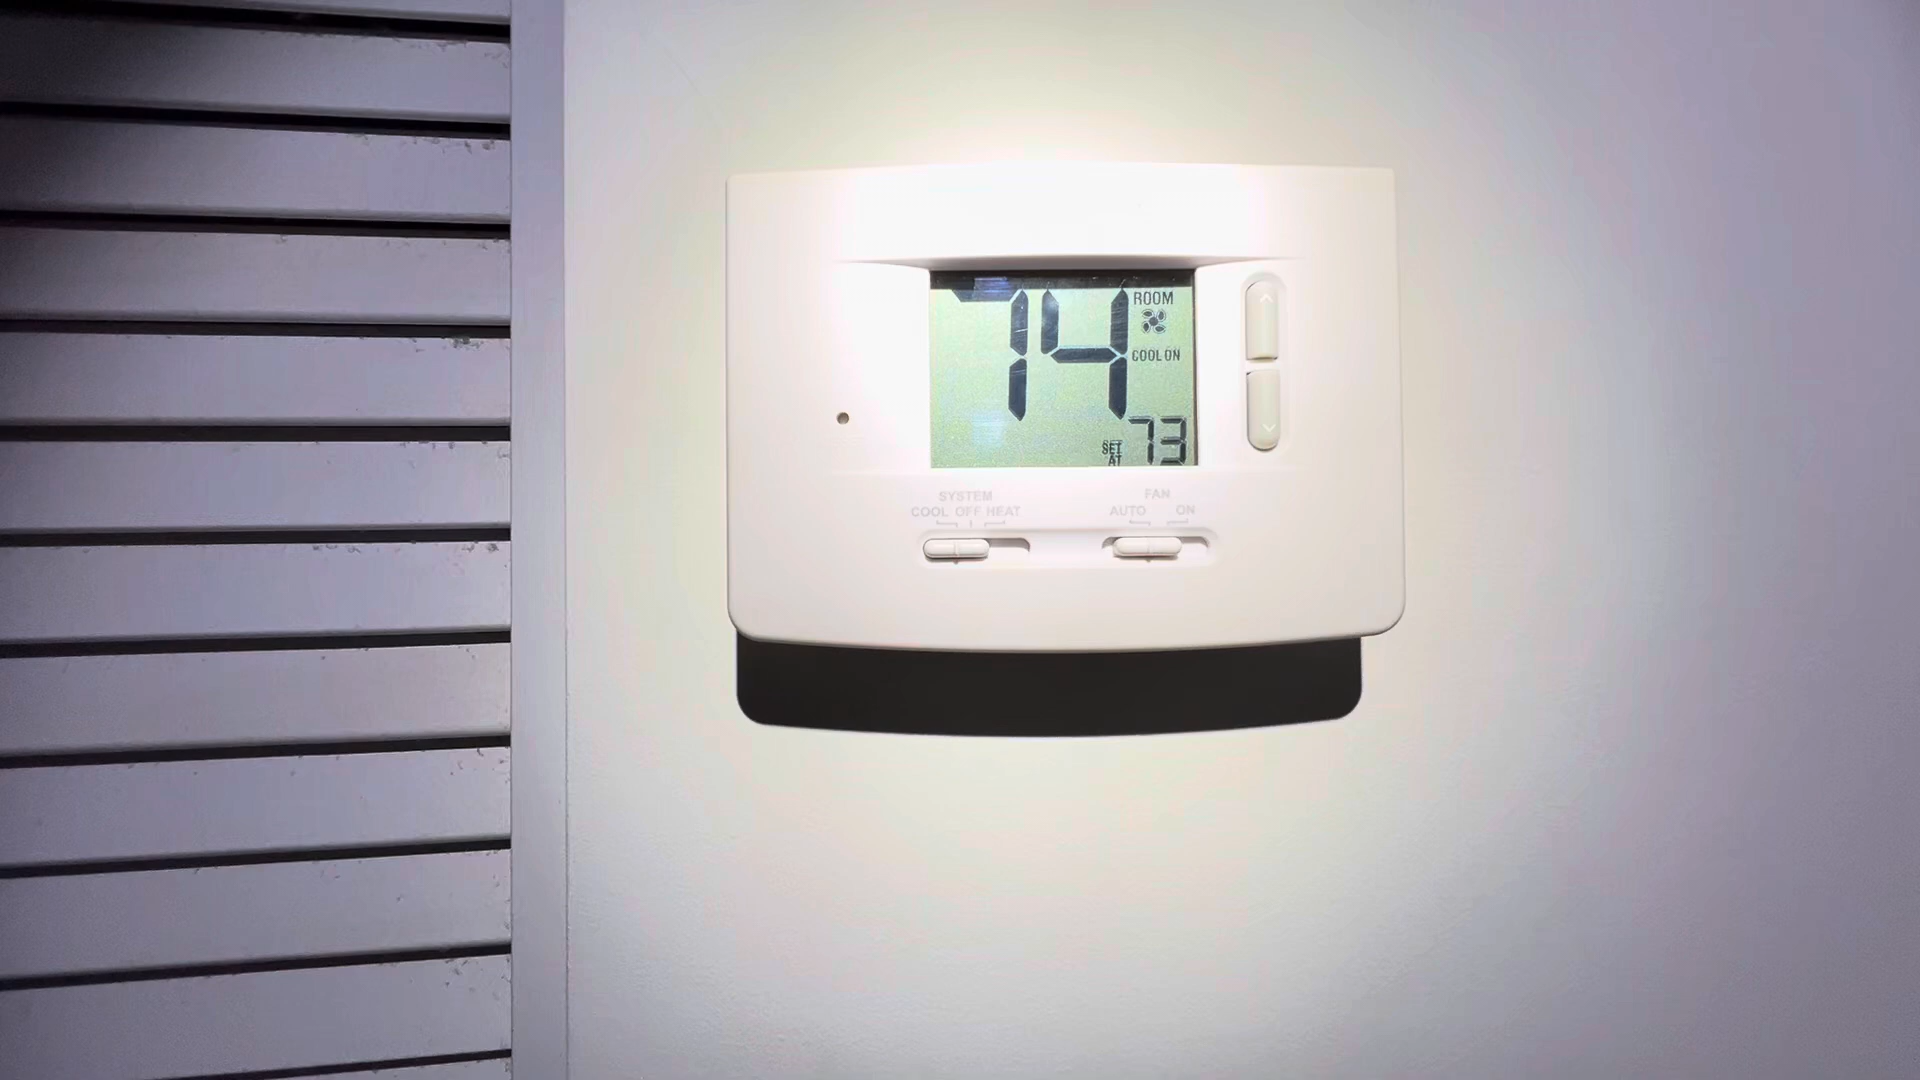 74 ROOM
COOL ON
SET AT 73
SYSTEM
COOL OFF HEAT
FAN
AUTO ON